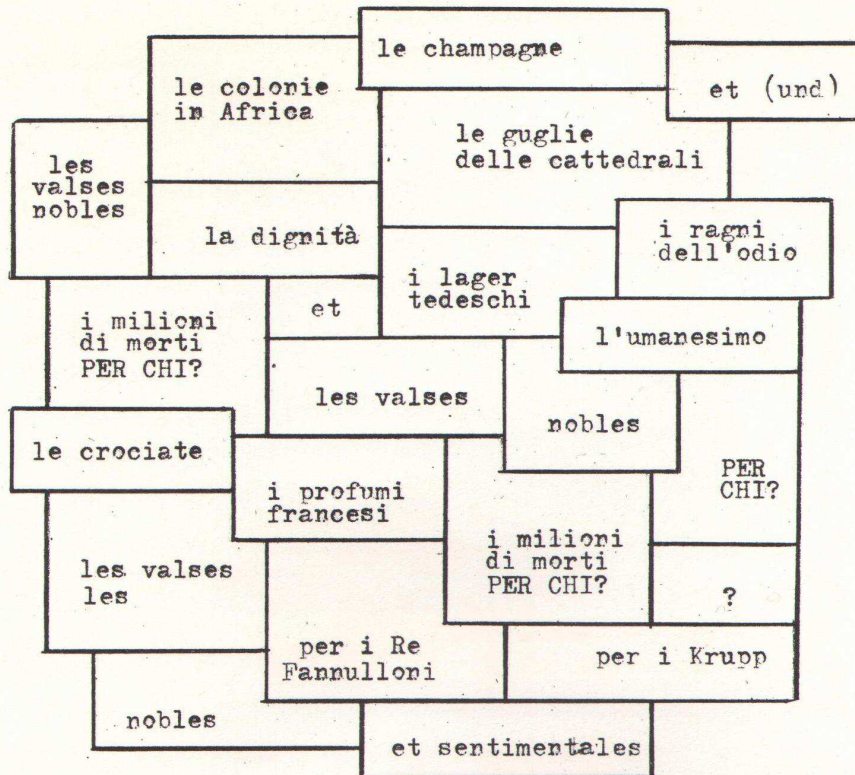 le champagne
le colonie
in Africa
et (und)
le guglie
delle cattedrali
les
valses
nobles
la dignità
i ragni
dell'odio
i lager
tedeschi
et
i milioni
di morti
PER CHI?
l'umanesimo
les valses
nobles
le crociate
PER
CHI?
i profumi
francesi
i milioni
di morti
PER CHI?
les valses
les
?
per i Re
Fannulloni
per i Krupp
nobles
et sentimentales